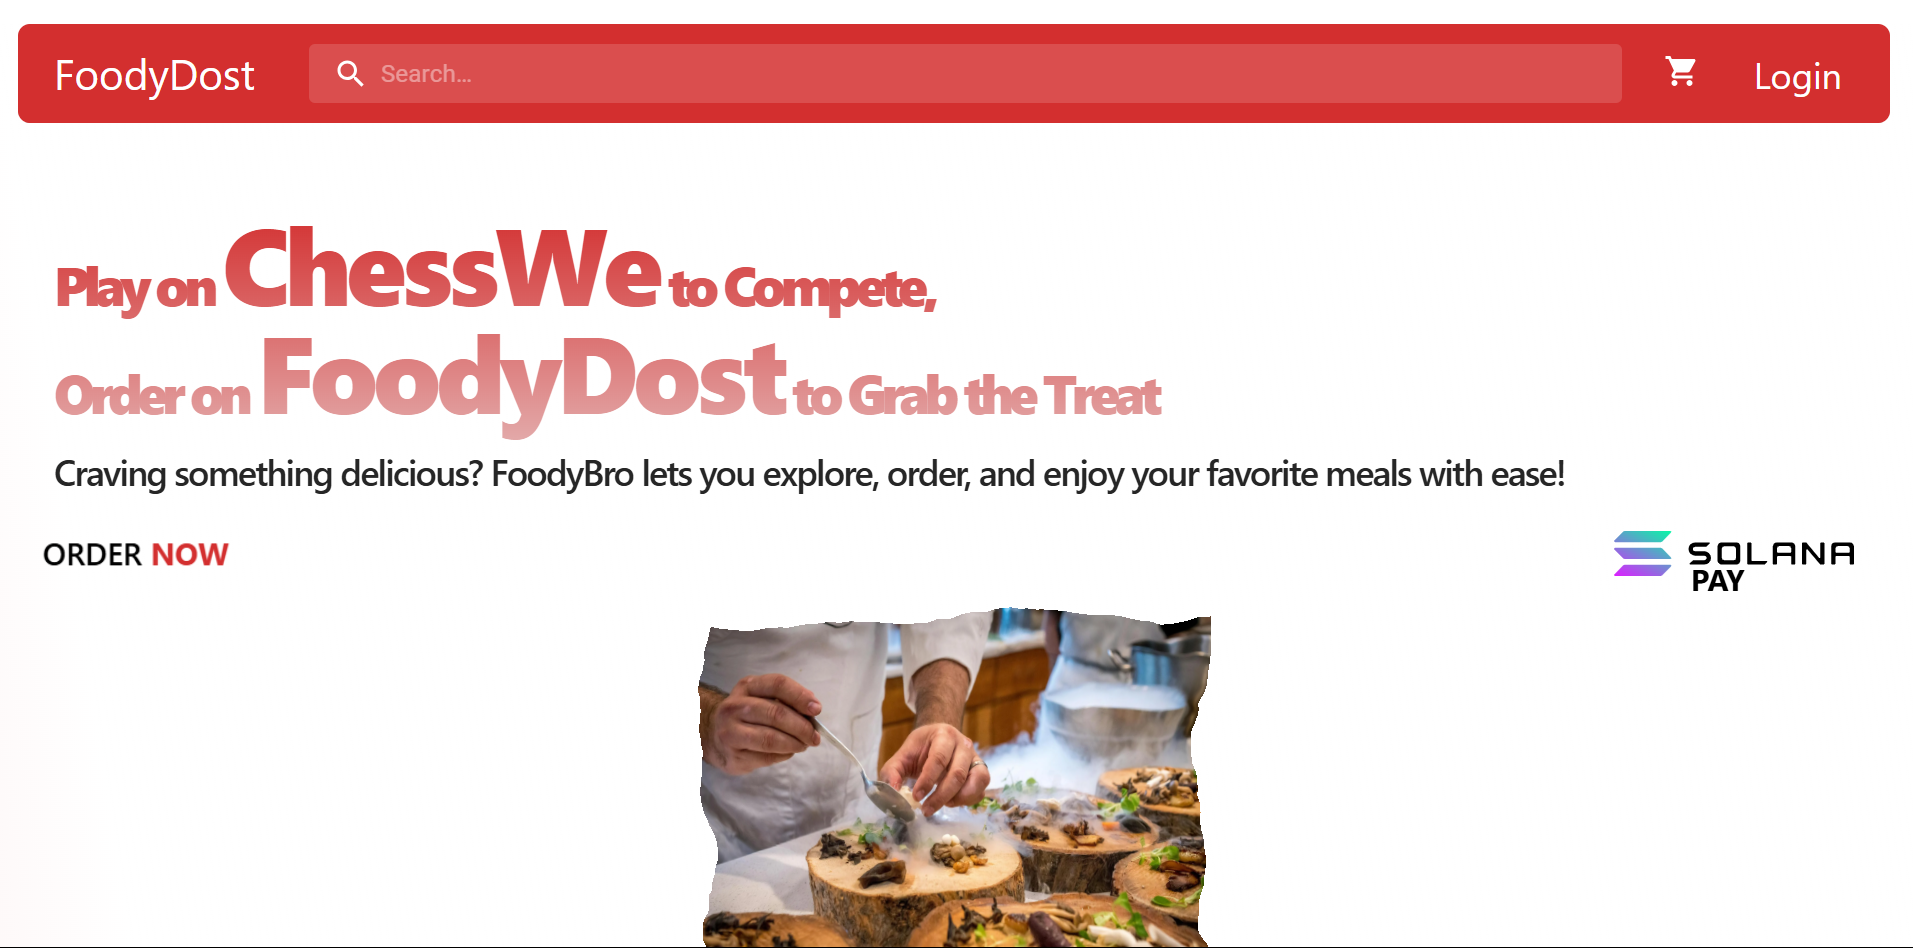 FoodyDost
Search…
Login
Play on ChessWe to Compete,
Order on FoodyDost to Grab the Treat
Craving something delicious? FoodyBro lets you explore, order, and enjoy your favorite meals with ease!
ORDER NOW
SOLANA
PAY